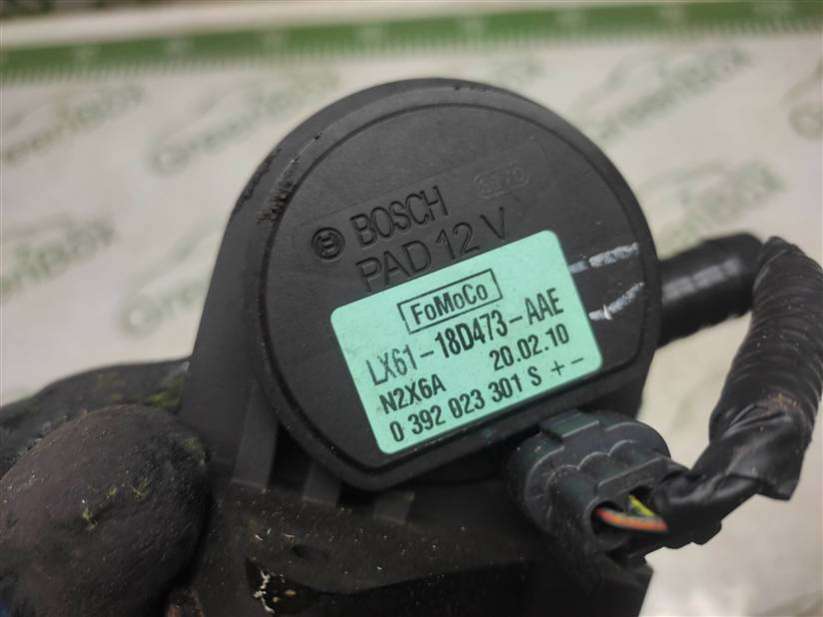 BOSCH
PAD 12 V
FoMoCo
LX61-18D473-AAE
N2X6A 20.02.10
0 392 023 301 S + -